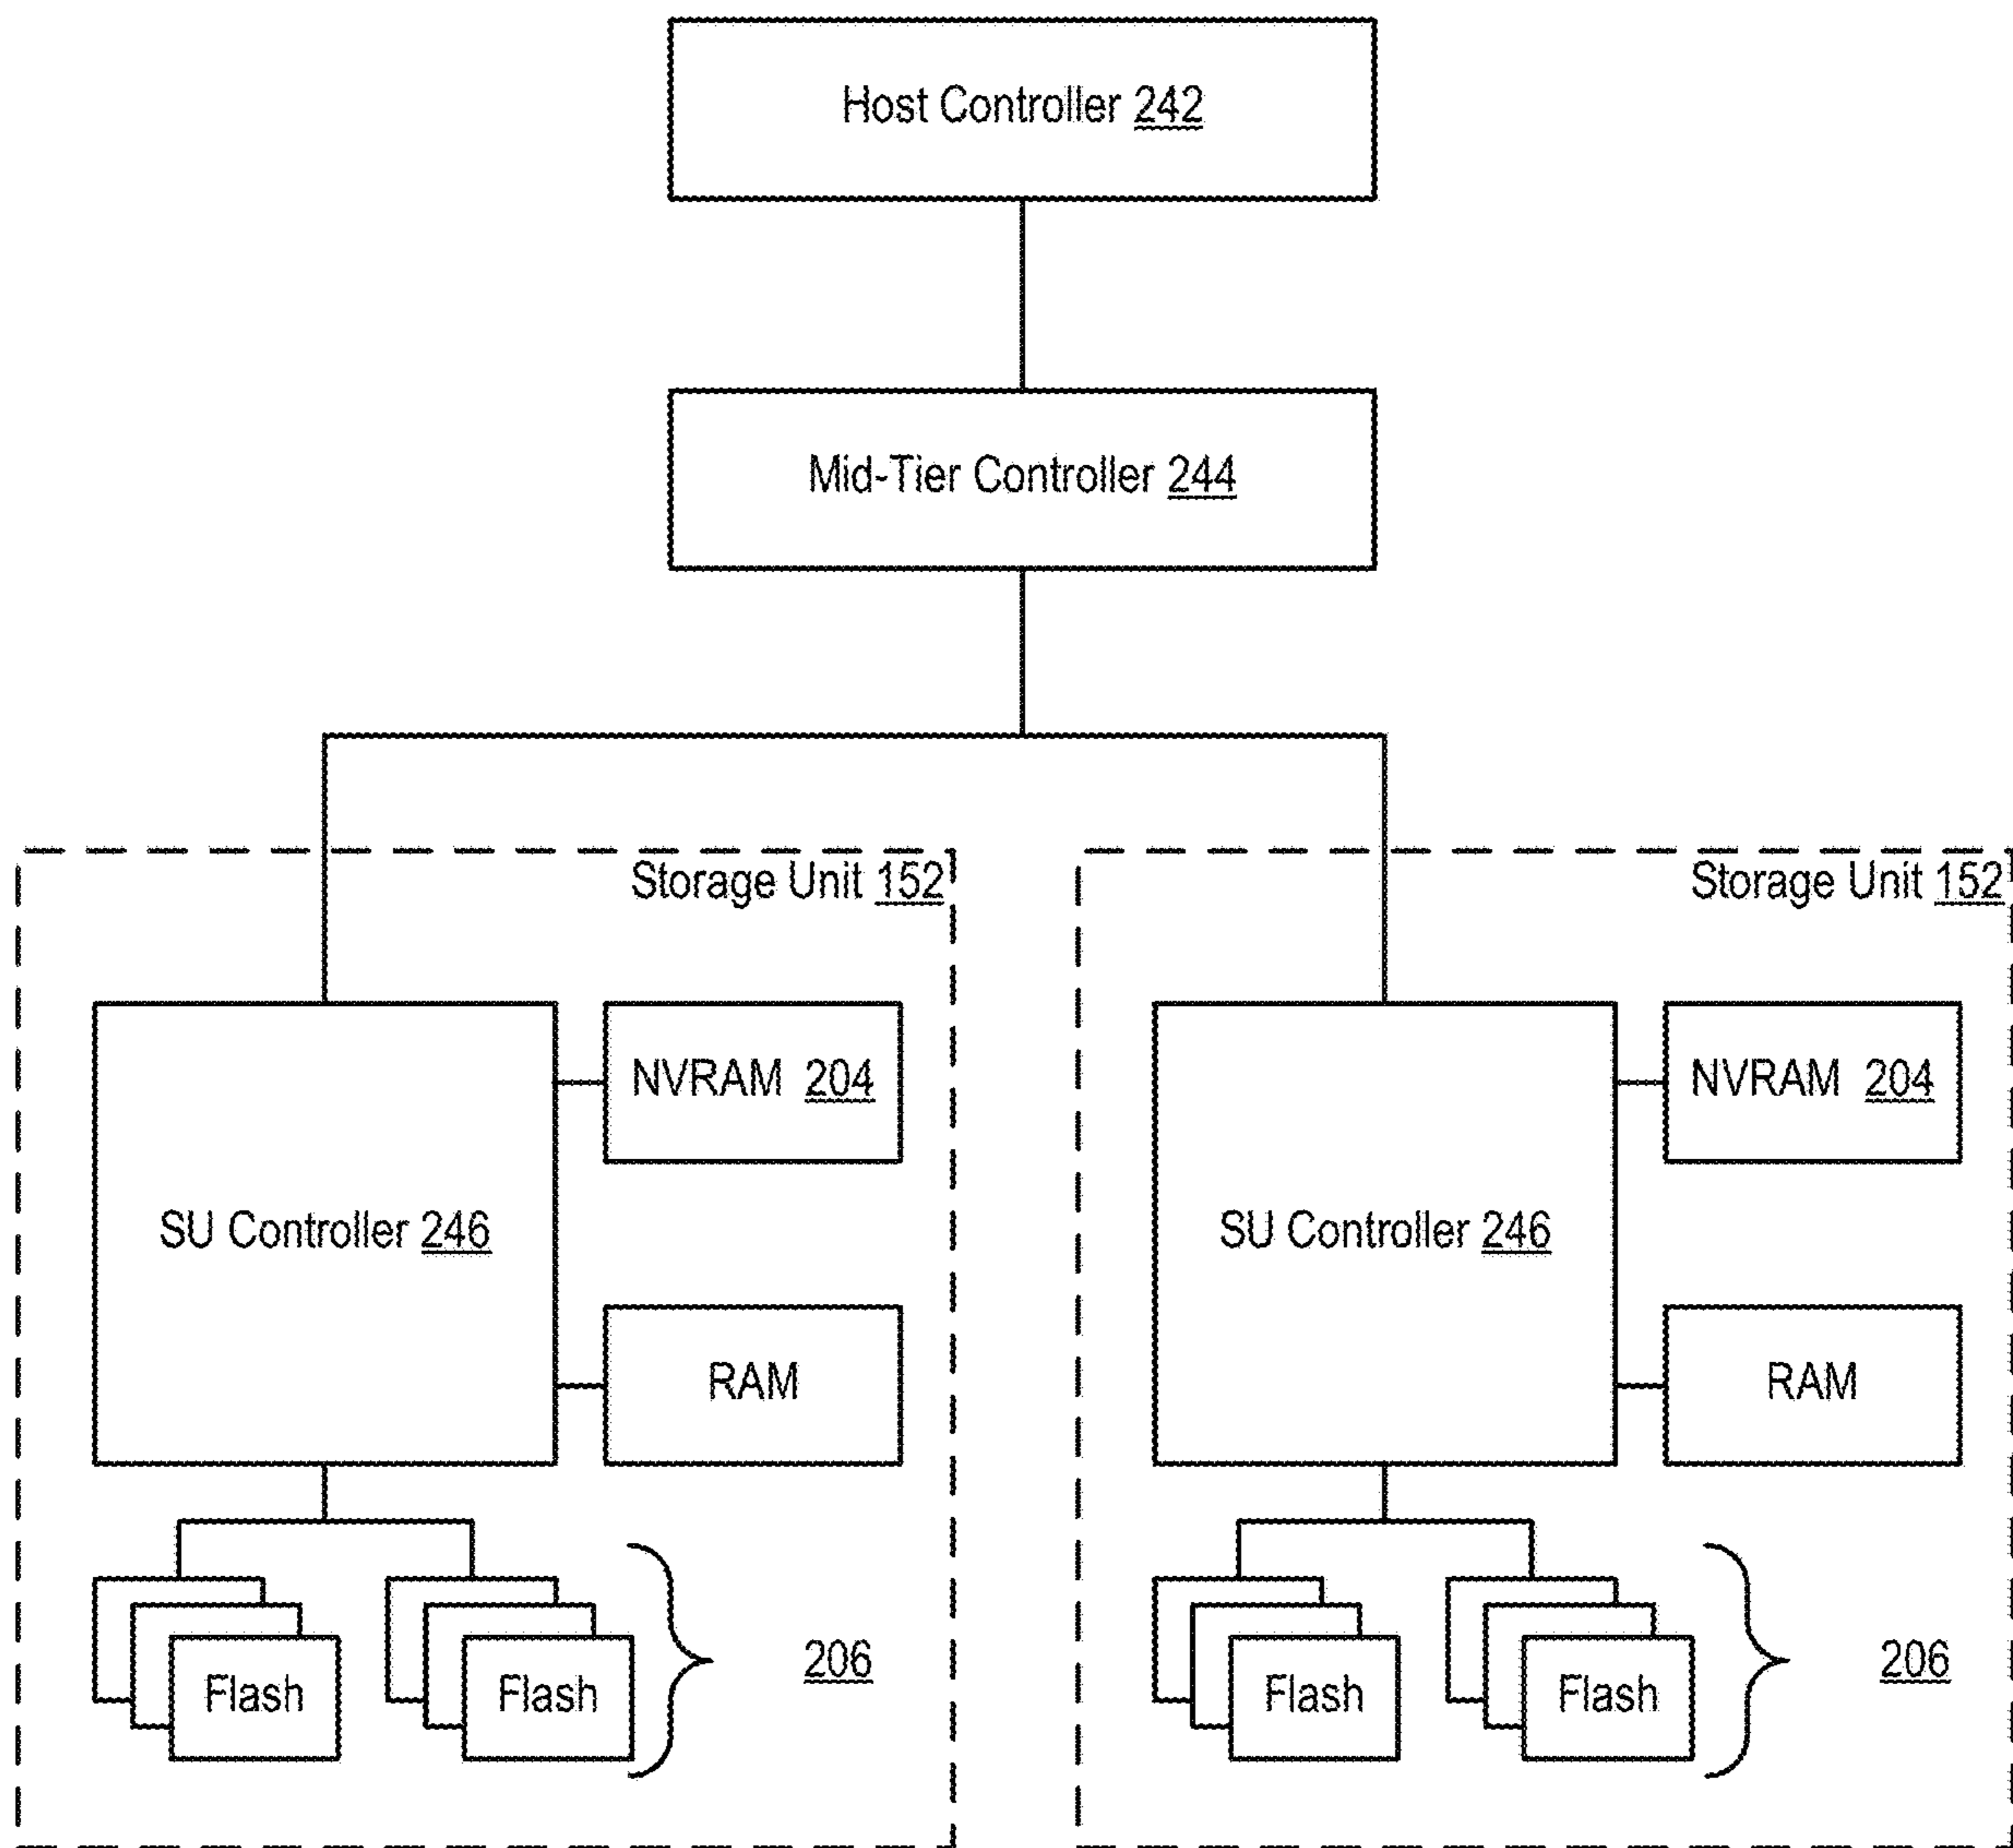 Host Controller 242
Mid-Tier Controller 244
Storage Unit 152
Storage Unit 152
NVRAM 204
NVRAM 204
SU Controller 246
SU Controller 246
RAM
RAM
206
206
Flash
Flash
Flash
Flash